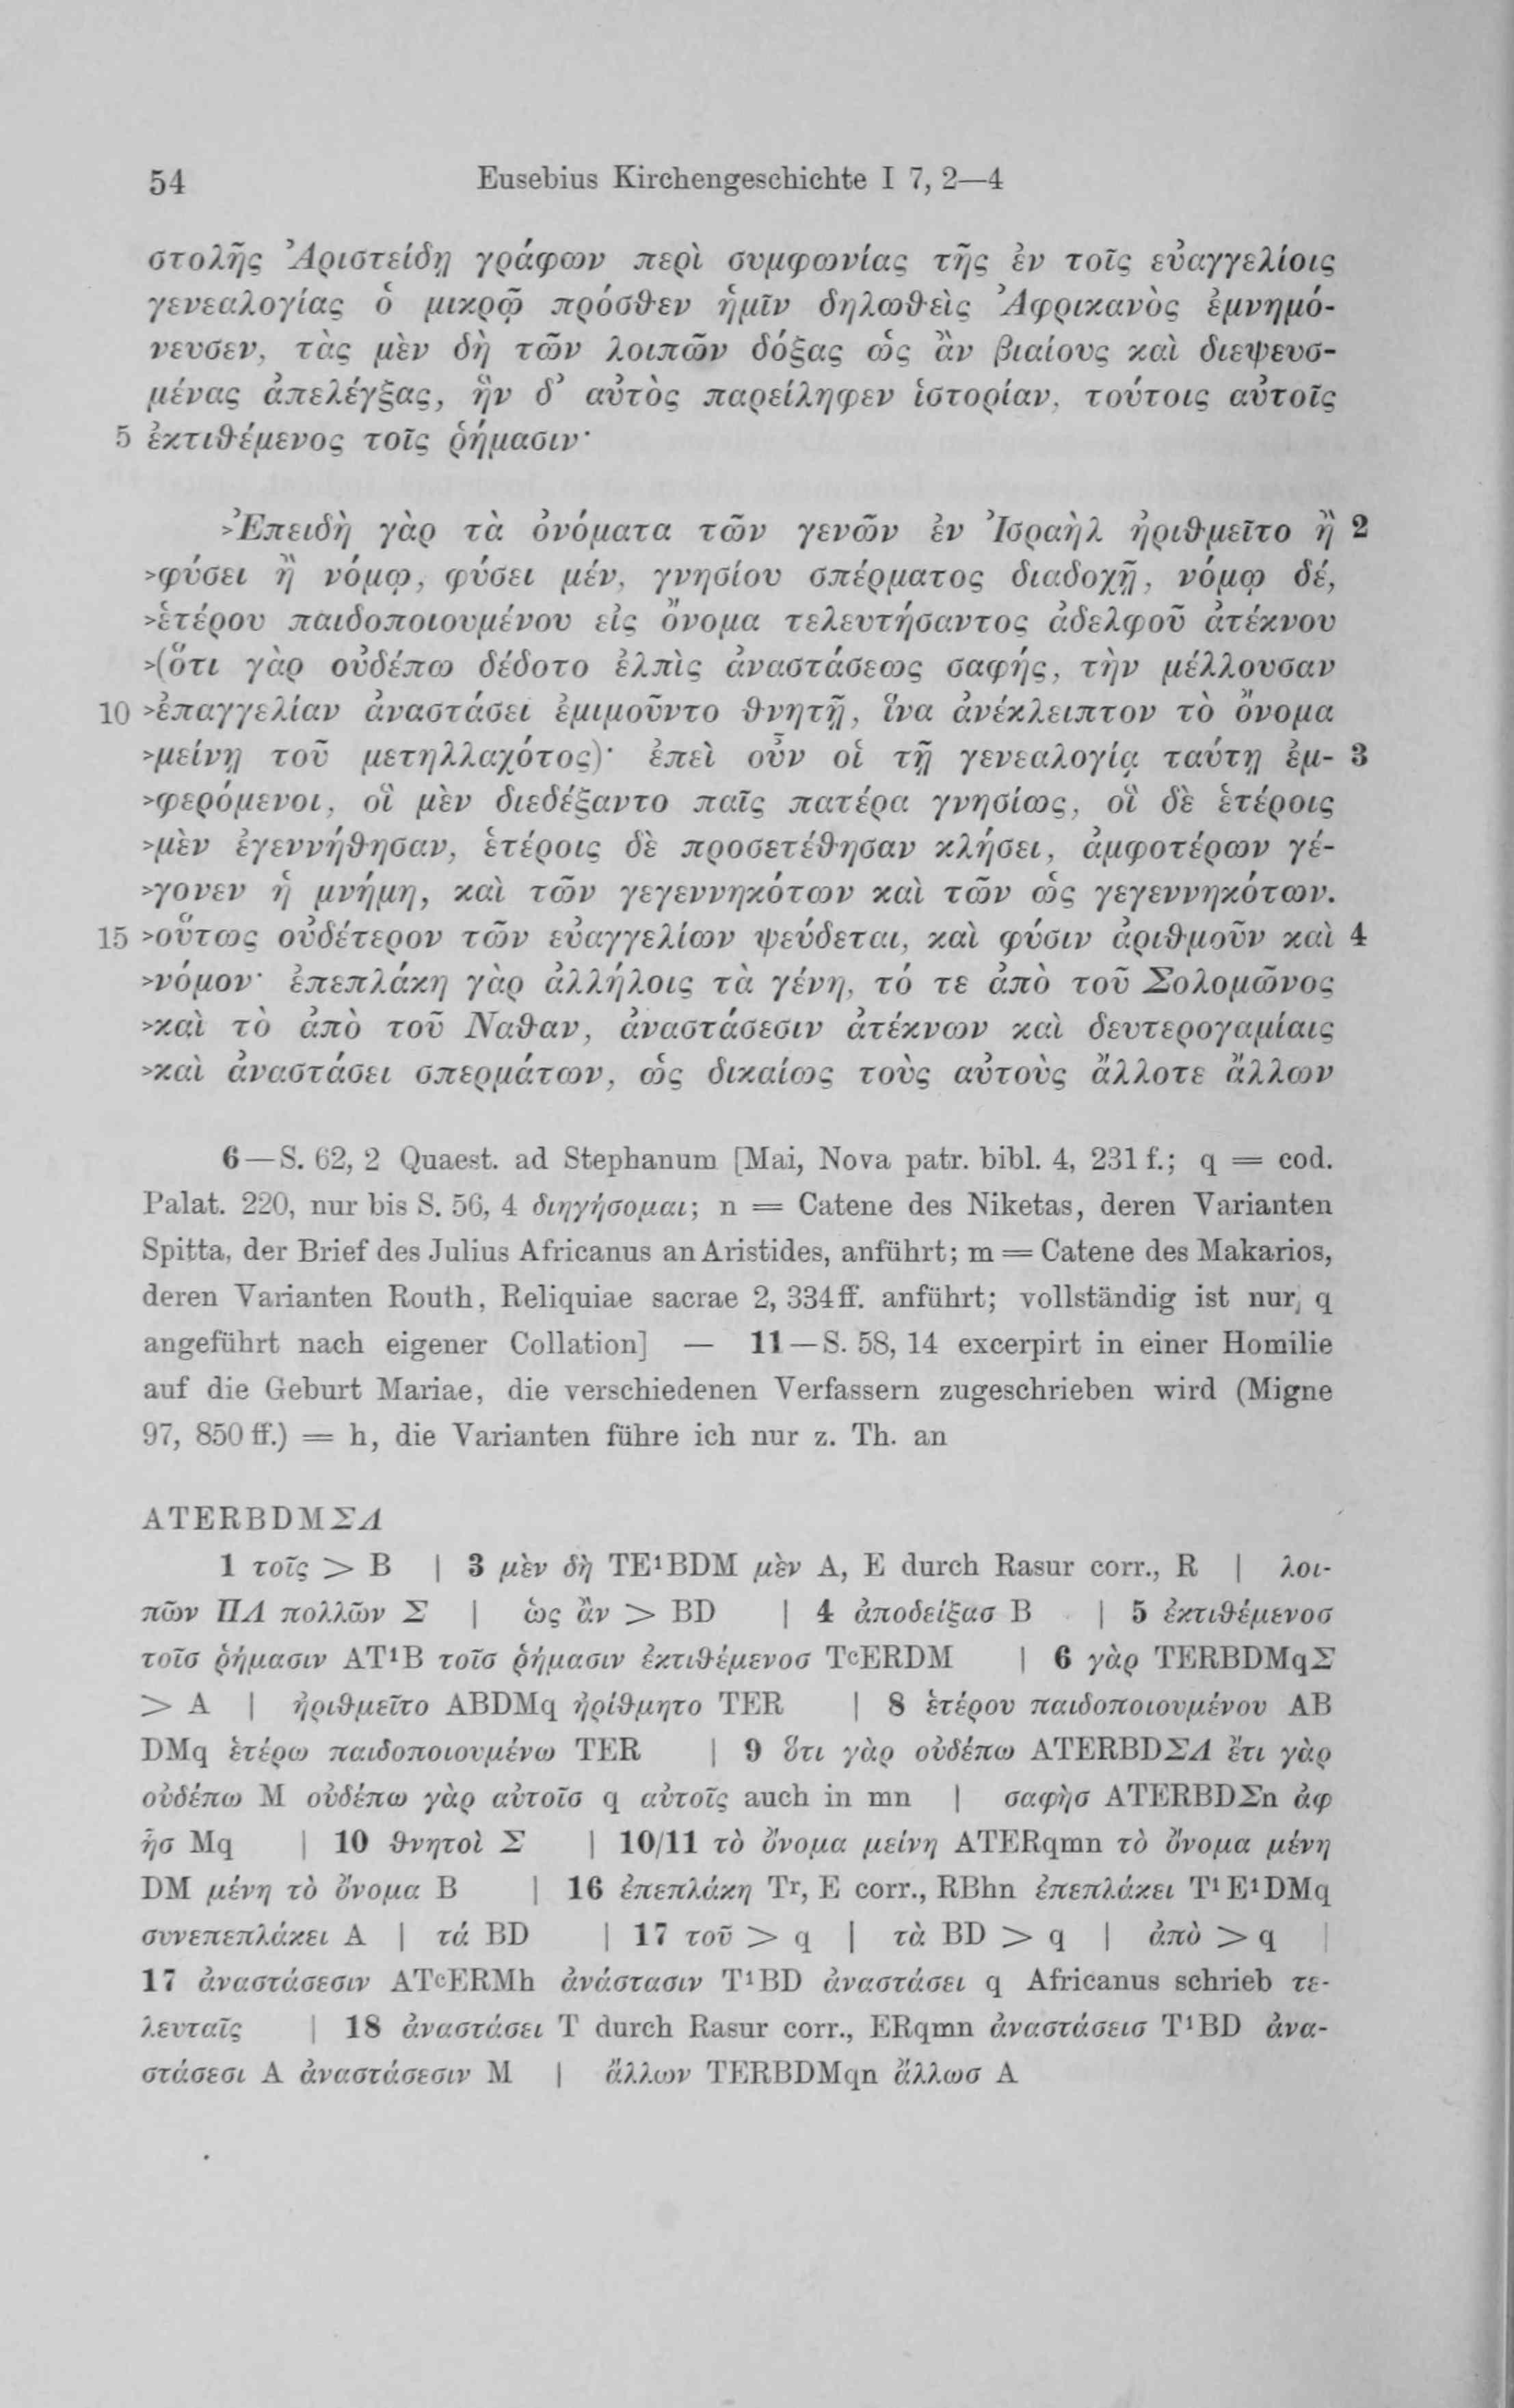 54 Eusebius Kirchengeschichte I 7, 2—4
στολῆς Ἀριστείδῃ γράφων περὶ συμφωνίας τῆς ἐν τοῖς εὐαγγελίοις
γενεαλογίας ὁ μικρῷ πρόσθεν ἡμῖν δηλωθεὶς Ἀφρικανὸς ἐμνημό-
νευσεν, τὰς μὲν δὴ τῶν λοιπῶν δόξας ὡς ἂν βιαίους καὶ διεψευσ-
μένας ἀπελέγξας, ἣν δ’ αὐτὸς παρείληφεν ἱστορίαν, τούτοις αὐτοῖς
5 ἐκτιθέμενος τοῖς ῥήμασιν·
>Ἐπειδὴ γὰρ τὰ ὀνόματα τῶν γενῶν ἐν Ἰσραὴλ ἠριθμεῖτο ἢ 2
>φύσει ἢ νόμῳ, φύσει μέν, γνησίου σπέρματος διαδοχῇ, νόμῳ δέ,
>ἑτέρου παιδοποιουμένου εἰς ὄνομα τελευτήσαντος ἀδελφοῦ ἀτέκνου
>(ὅτι γὰρ οὐδέπω δέδοτο ἐλπὶς ἀναστάσεως σαφής, τὴν μέλλουσαν
10 >ἐπαγγελίαν ἀναστάσει ἐμιμοῦντο θνητῇ, ἵνα ἀνέκλειπτον τὸ ὄνομα
>μείνῃ τοῦ μετηλλαχότος)· ἐπεὶ οὖν οἱ τῇ γενεαλογίᾳ ταύτῃ ἐμ- 3
>φερόμενοι, οἳ μὲν διεδέξαντο παῖς πατέρα γνησίως, οἳ δὲ ἑτέροις
>μὲν ἐγεννήθησαν, ἑτέροις δὲ προσετέθησαν κλήσει, ἀμφοτέρων γέ-
>γονεν ἡ μνήμη, καὶ τῶν γεγεννηκότων καὶ τῶν ὡς γεγεννηκότων.
15 >οὕτως οὐδέτερον τῶν εὐαγγελίων ψεύδεται, καὶ φύσιν ἀριθμοῦν καὶ 4
>νόμον· ἐπεπλάκη γὰρ ἀλλήλοις τὰ γένη, τό τε ἀπὸ τοῦ Σολομῶνος
>καὶ τὸ ἀπὸ τοῦ Ναθαν, ἀναστάσεσιν ἀτέκνων καὶ δευτερογαμίαις
>καὶ ἀναστάσει σπερμάτων, ὡς δικαίως τοὺς αὐτοὺς ἄλλοτε ἄλλων
6—S. 62, 2 Quaest. ad Stephanum [Mai, Nova patr. bibl. 4, 231 f.; q = cod.
Palat. 220, nur bis S. 56, 4 διηγήσομαι; n = Catene des Niketas, deren Varianten
Spitta, der Brief des Julius Africanus an Aristides, anführt; m = Catene des Makarios,
deren Varianten Routh, Reliquiae sacrae 2, 334 ff. anführt; vollständig ist nur q
angeführt nach eigener Collation] — 11—S. 58, 14 excerpirt in einer Homilie
auf die Geburt Mariae, die verschiedenen Verfassern zugeschrieben wird (Migne
97, 850 ff.) = h, die Varianten führe ich nur z. Th. an
ATERBDMΣΛ
1 τοῖς > B | 3 μὲν δὴ TE¹BDM μὲν A, E durch Rasur corr., R | λοι-
πῶν ΠΛ πολλῶν Σ | ὡς ἂν > BD | 4 ἀποδείξασ B | 5 ἐκτιθέμενοσ
τοῖσ ῥήμασιν AT¹B τοῖσ ῥήμασιν ἐκτιθέμενοσ TᶜERDM | 6 γὰρ TERBDMqΣ
> A | ἠριθμεῖτο ABDMq ἠρίθμητο TER | 8 ἑτέρου παιδοποιουμένου AB
DMq ἑτέρω παιδοποιουμένω TER | 9 ὅτι γὰρ οὐδέπω ATERBDΣΛ ἔτι γὰρ
οὐδέπω M οὐδέπω γὰρ αὐτοῖσ q αὐτοῖς auch in mn | σαφὴσ ATERBDΣn ἀφ
ἧσ Mq | 10 θνητοὶ Σ | 10/11 τὸ ὄνομα μείνη ATERqmn τὸ ὄνομα μένη
DM μένη τὸ ὄνομα B | 16 ἐπεπλάκη Tʳ, E corr., RBhn ἐπεπλάκει T¹E¹DMq
συνεπεπλάκει A | τά BD | 17 τοῦ > q | τὰ BD > q | ἀπὸ > q |
17 ἀναστάσεσιν ATᶜERMh ἀνάστασιν T¹BD ἀναστάσει q Africanus schrieb τε-
λευταῖς | 18 ἀναστάσει T durch Rasur corr., ERqmn ἀναστάσεισ T¹BD ἀνα-
στάσεσι A ἀναστάσεσιν M | ἄλλων TERBDMqn ἄλλωσ A